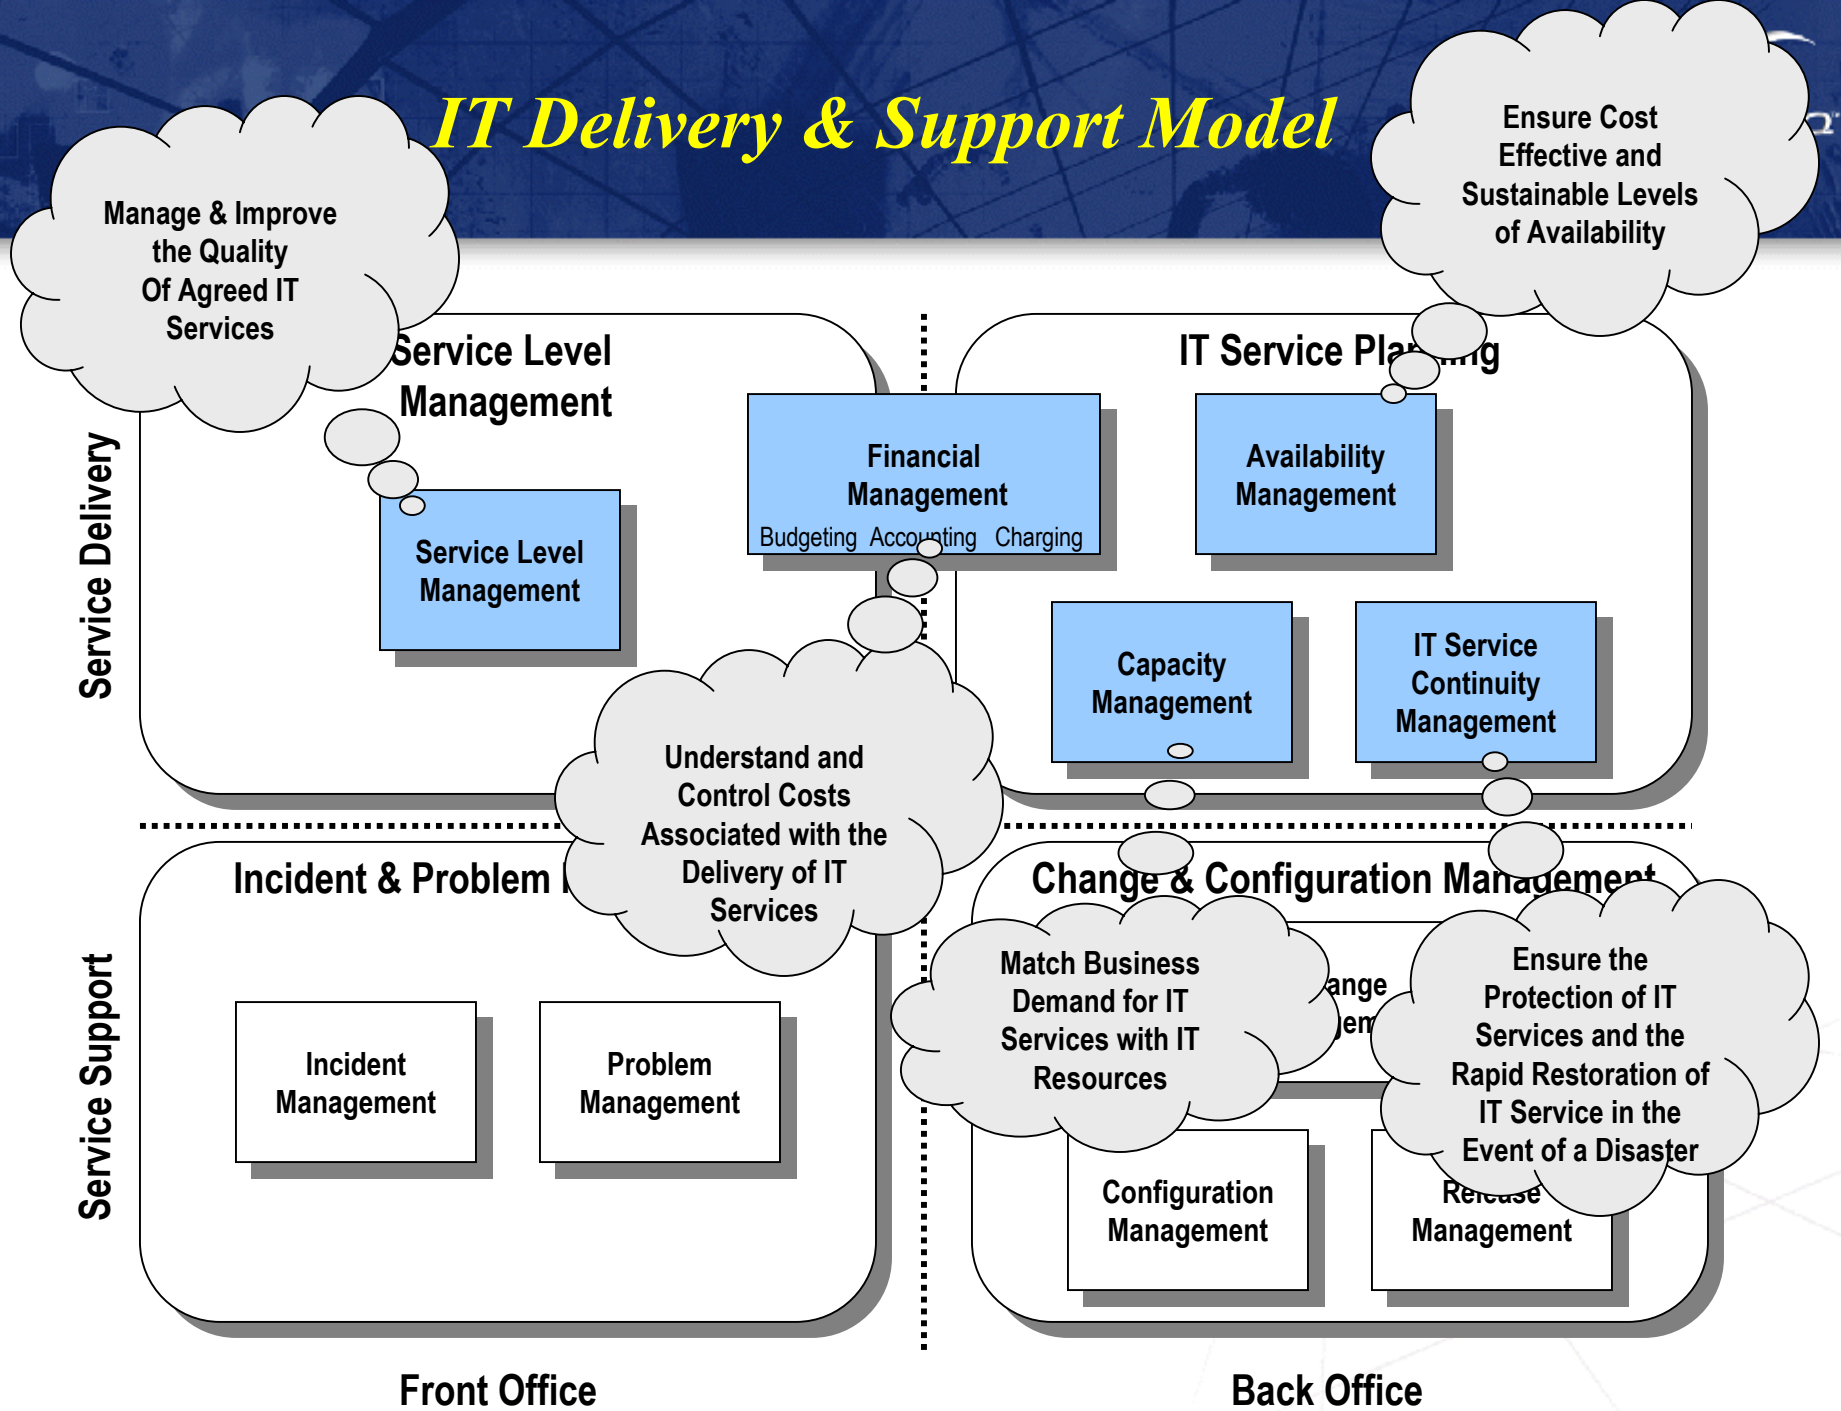 IT Delivery & Support Model
Ensure Cost
Effective and
Sustainable Levels
of Availability
Manage & Improve
the Quality
Of Agreed IT
Services
Service Level
Management
IT Service Planning
Service Delivery
Financial
Management
Budgeting Accounting Charging
Availability
Management
Service Level
Management
Capacity
Management
IT Service
Continuity
Management
Understand and
Control Costs
Associated with the
Delivery of IT
Services
Incident & Problem
Change & Configuration Management
Service Support
Match Business
Demand for IT
Services with IT
Resources
Ensure the
Protection of IT
Services and the
Rapid Restoration of
IT Service in the
Event of a Disaster
Incident
Management
Problem
Management
Configuration
Management
Release
Management
Front Office
Back Office